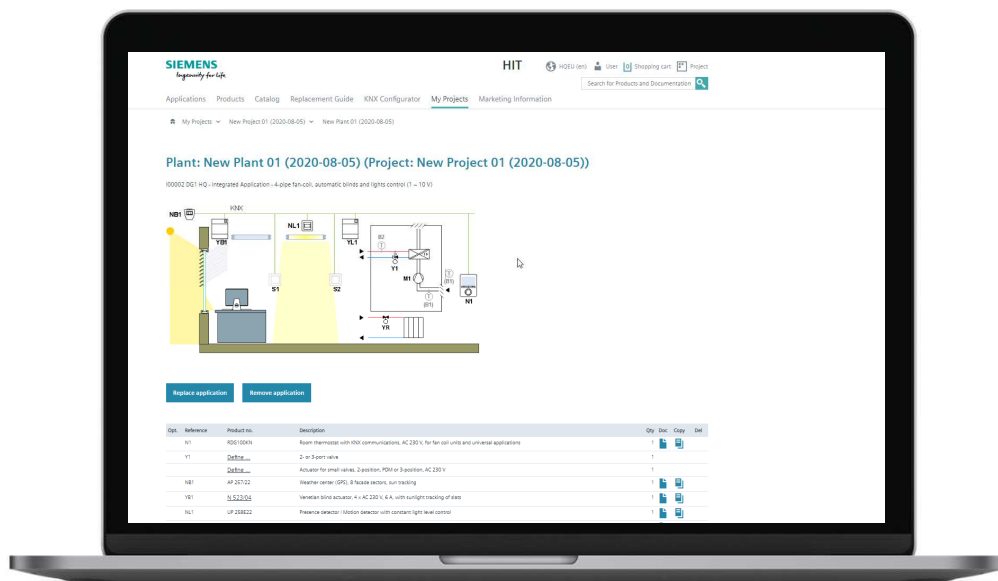 SIEMENS
Ingenuity for life
HIT
HQEU (en) User 0 Shopping cart Project
Search for Products and Documentation
Applications Products Catalog Replacement Guide KNX Configurator My Projects Marketing Information
My Projects New Project 01 (2020-08-05) New Plant 01 (2020-08-05)
Plant: New Plant 01 (2020-08-05) (Project: New Project 01 (2020-08-05))
I00002 DG1 HQ - Integrated Application - 4-pipe fan-coil, automatic blinds and lights control (1 – 10 V)
KNX
NB1
YB1
NL1
YL1
B2
T
Y1
M1
T
(B1)
T
(B1)
N1
S1
S2
YR
Replace application Remove application
Opt. Reference Product no. Description Qty Doc Copy Del
N1 RDG100KN Room thermostat with KNX communications, AC 230 V, for fan coil units and universal applications 1
Y1 Define ... 2- or 3-port valve 1
Define ... Actuator for small valves, 2-position, PDM or 3-position, AC 230 V 1
NB1 AP 257/22 Weather center (GPS), 8 facade sectors, sun tracking 1
YB1 N 523/04 Venetian blind actuator, 4 x AC 230 V, 6 A, with sunlight tracking of slats 1
NL1 UP 258E22 Presence detector / Motion detector with constant light level control 1